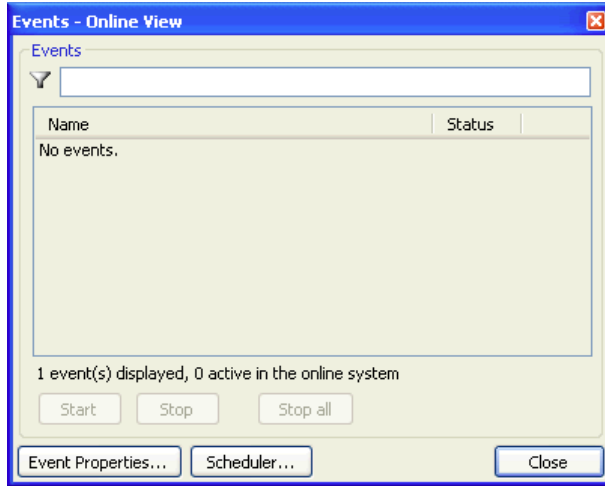 Events - Online View
Events
Name Status
No events.
1 event(s) displayed, 0 active in the online system
Start Stop Stop all
Event Properties... Scheduler... Close